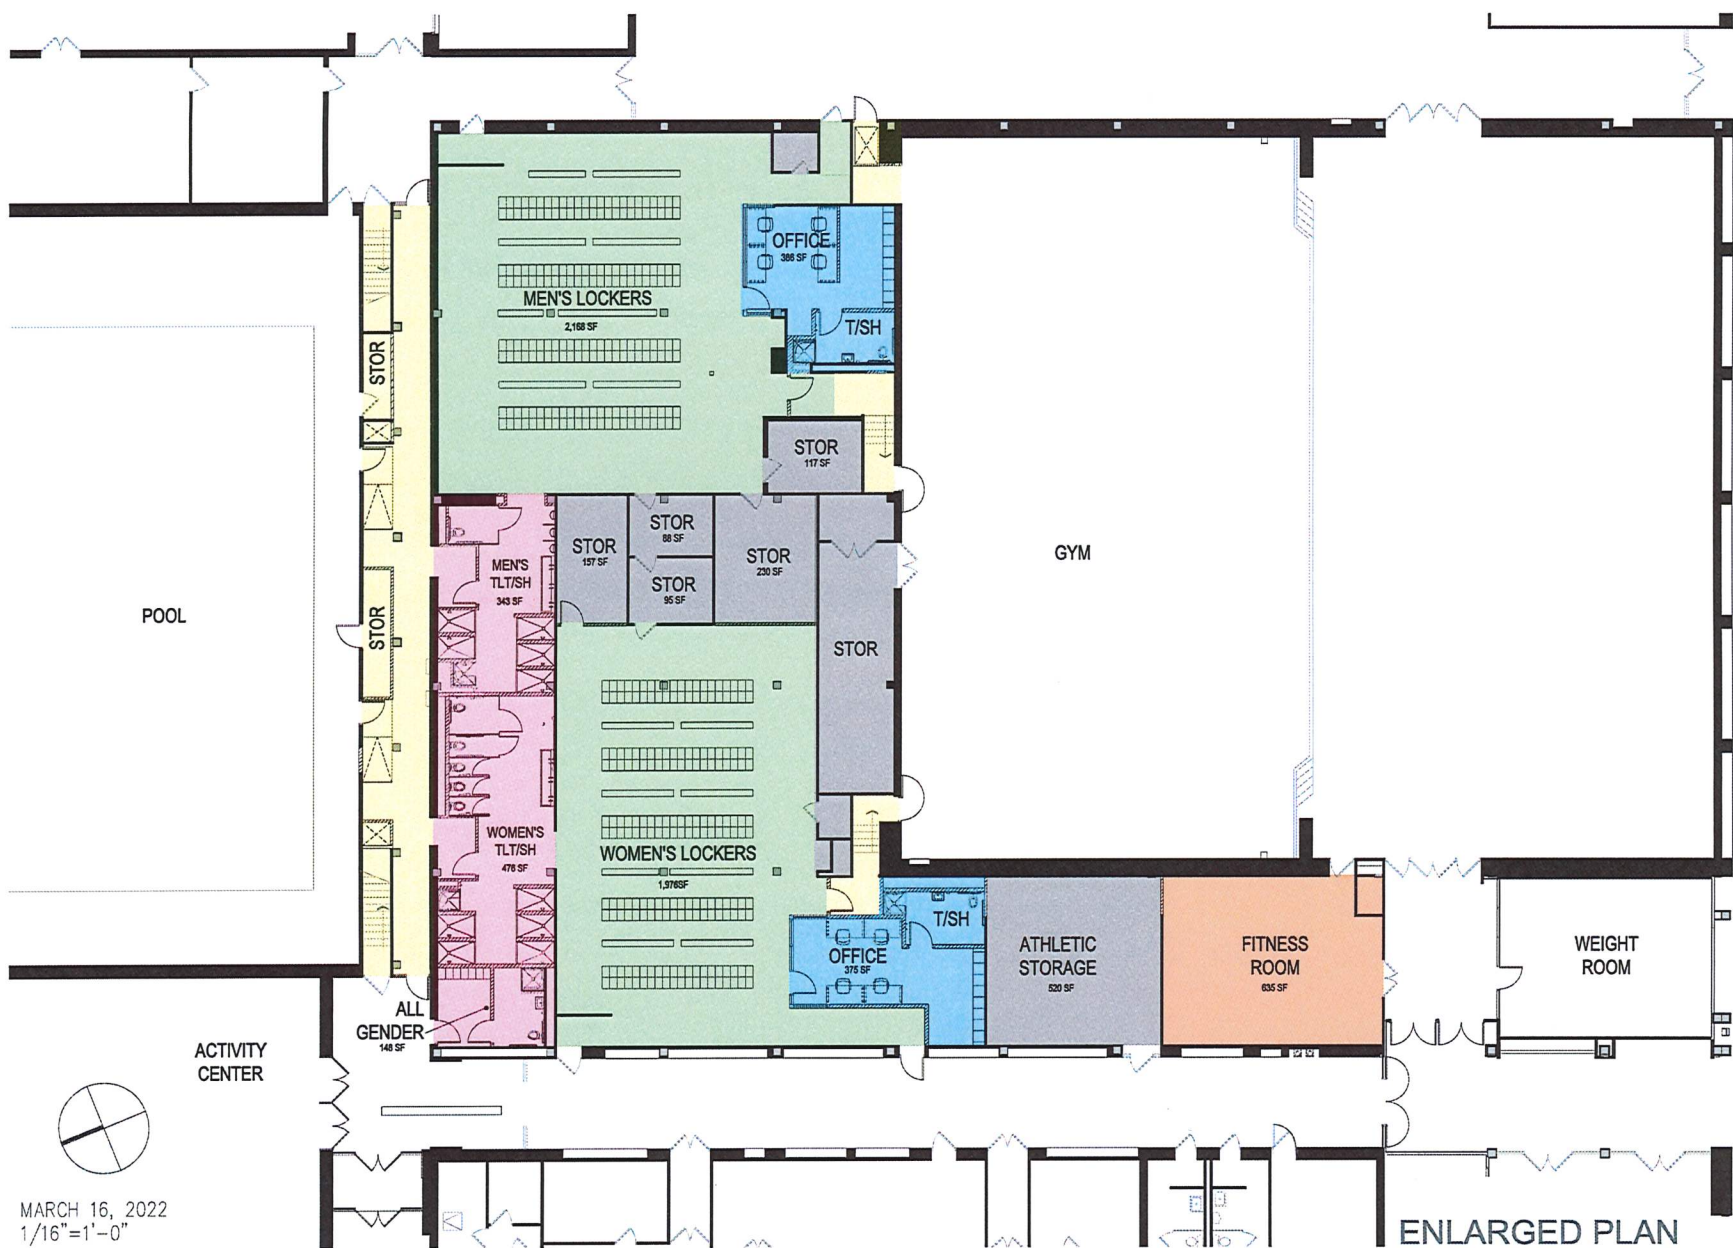 OFFICE
386 SF
MEN'S LOCKERS
2,168 SF
T/SH
STOR
STOR
117 SF
STOR
157 SF
STOR
88 SF
STOR
95 SF
STOR
230 SF
GYM
MEN'S
TLT/SH
343 SF
POOL
STOR
STOR
WOMEN'S
TLT/SH
476 SF
WOMEN'S LOCKERS
1,976SF
T/SH
OFFICE
375 SF
ATHLETIC
STORAGE
520 SF
FITNESS
ROOM
635 SF
WEIGHT
ROOM
ALL
GENDER
148 SF
ACTIVITY
CENTER
MARCH 16, 2022
1/16"=1'-0"
ENLARGED PLAN